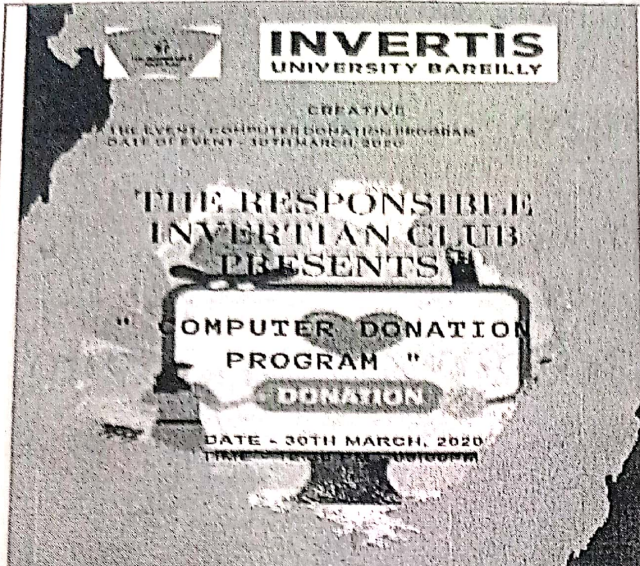 INVERTIS
UNIVERSITY BAREILLY
CREATIVE
THE EVENT - COMPUTER DONATION PROGRAM
DATE OF EVENT - 30TH MARCH, 2020
THE RESPONSIBLE
INVERTIAN CLUB
PRESENTS
" COMPUTER DONATION
PROGRAM "
DONATION
DATE - 30TH MARCH, 2020
TIME -